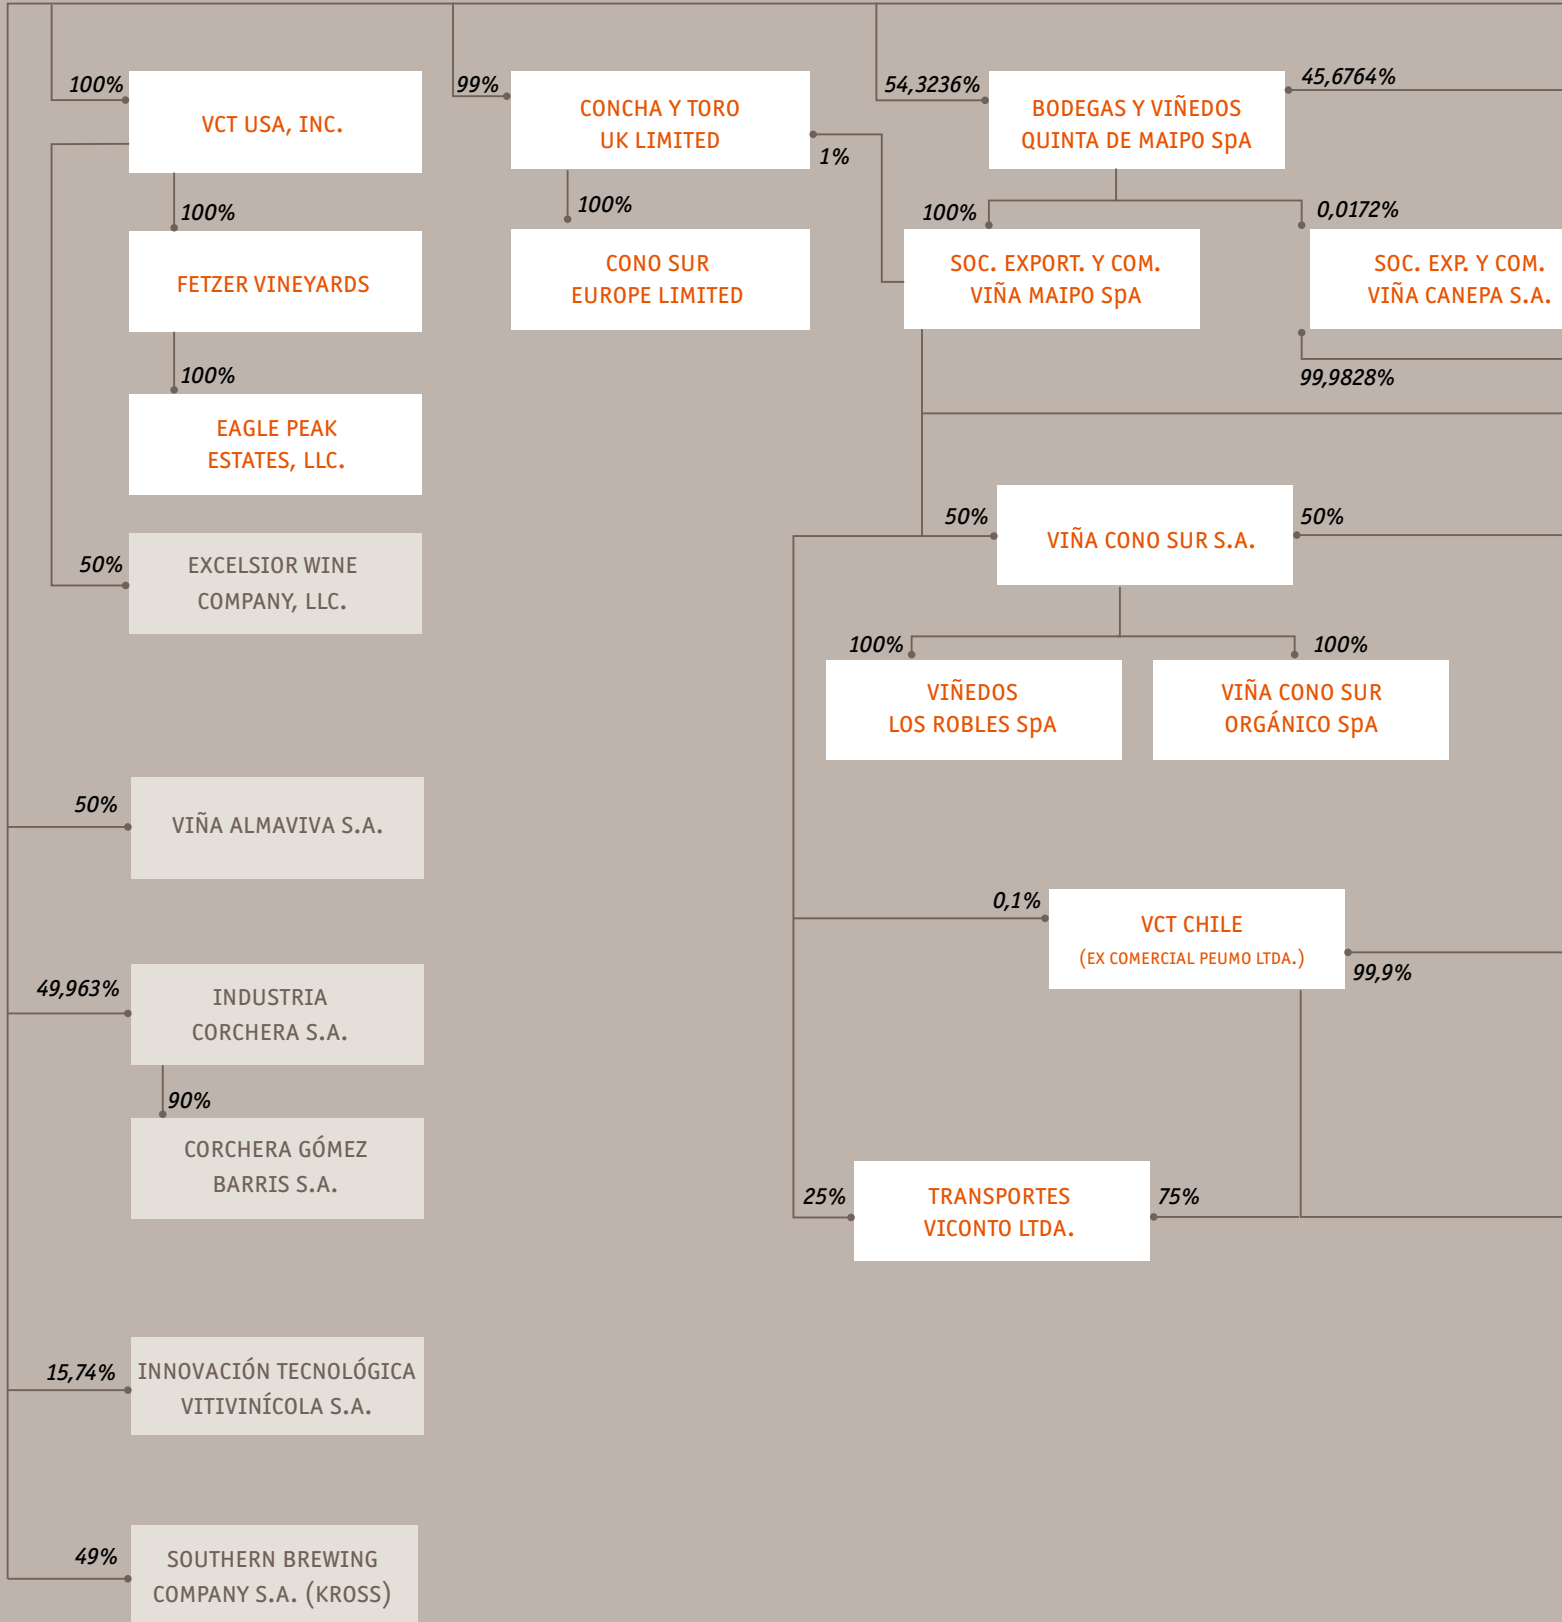 100%
VCT USA, INC.
99%
CONCHA Y TORO
UK LIMITED
1%
54,3236%
BODEGAS Y VIÑEDOS
QUINTA DE MAIPO SpA
45,6764%
100%
FETZER VINEYARDS
100%
CONO SUR
EUROPE LIMITED
100%
SOC. EXPORT. Y COM.
VIÑA MAIPO SpA
0,0172%
SOC. EXP. Y COM.
VIÑA CANEPA S.A.
99,9828%
100%
EAGLE PEAK
ESTATES, LLC.
50%
EXCELSIOR WINE
COMPANY, LLC.
50%
VIÑA CONO SUR S.A.
50%
100%
VIÑEDOS
LOS ROBLES SpA
100%
VIÑA CONO SUR
ORGÁNICO SpA
50%
VIÑA ALMAVIVA S.A.
0,1%
VCT CHILE
(EX COMERCIAL PEUMO LTDA.)
99,9%
49,963%
INDUSTRIA
CORCHERA S.A.
90%
CORCHERA GÓMEZ
BARRIS S.A.
25%
TRANSPORTES
VICONTO LTDA.
75%
15,74%
INNOVACIÓN TECNOLÓGICA
VITIVINÍCOLA S.A.
49%
SOUTHERN BREWING
COMPANY S.A. (KROSS)